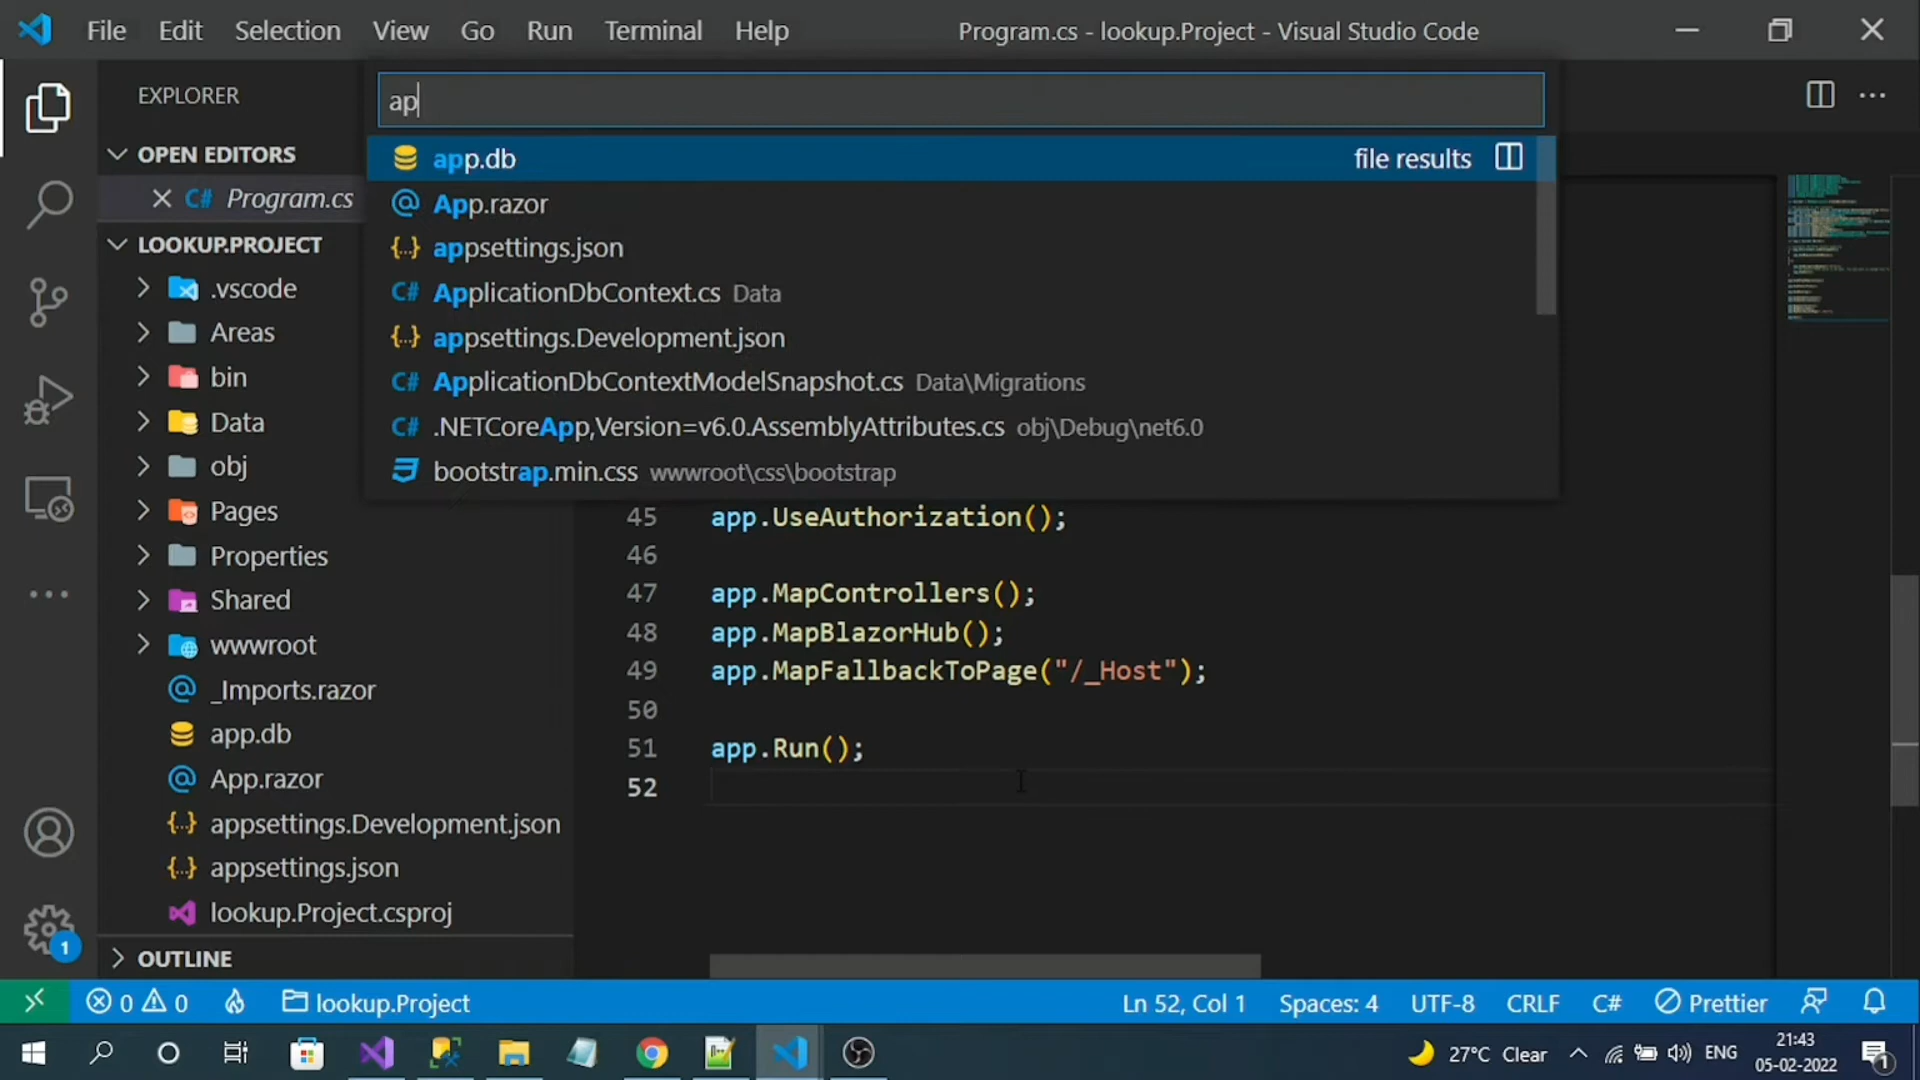 File Edit Selection View Go Run Terminal Help Program.cs - lookup.Project - Visual Studio Code
EXPLORER
OPEN EDITORS
C# Program.cs
LOOKUP.PROJECT
.vscode
Areas
bin
Data
obj
Pages
Properties
Shared
wwwroot
@ _Imports.razor
app.db
@ App.razor
{..} appsettings.Development.json
{..} appsettings.json
lookup.Project.csproj
OUTLINE
ap
app.db file results
@ App.razor
{..} appsettings.json
C# ApplicationDbContext.cs Data
{..} appsettings.Development.json
C# ApplicationDbContextModelSnapshot.cs Data\Migrations
C# .NETCoreApp,Version=v6.0.AssemblyAttributes.cs obj\Debug\net6.0
bootstrap.min.css wwwroot\css\bootstrap
45 app.UseAuthorization();
46
47 app.MapControllers();
48 app.MapBlazorHub();
49 app.MapFallbackToPage("/_Host");
50
51 app.Run();
52
1
0 0 lookup.Project Ln 52, Col 1 Spaces: 4 UTF-8 CRLF C# Prettier
27°C Clear ENG 21:43
05-02-2022
1